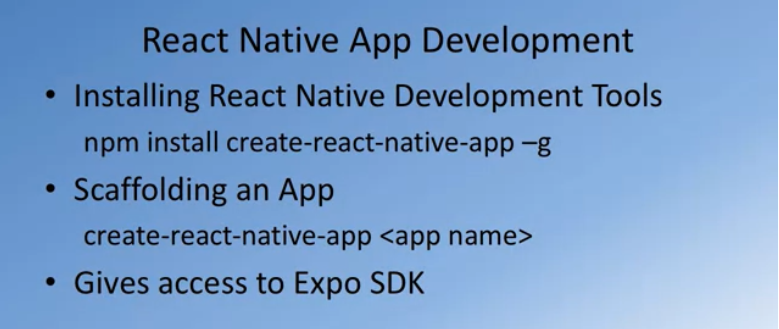 React Native App Development
• Installing React Native Development Tools
npm install create-react-native-app –g
• Scaffolding an App
create-react-native-app <app name>
• Gives access to Expo SDK